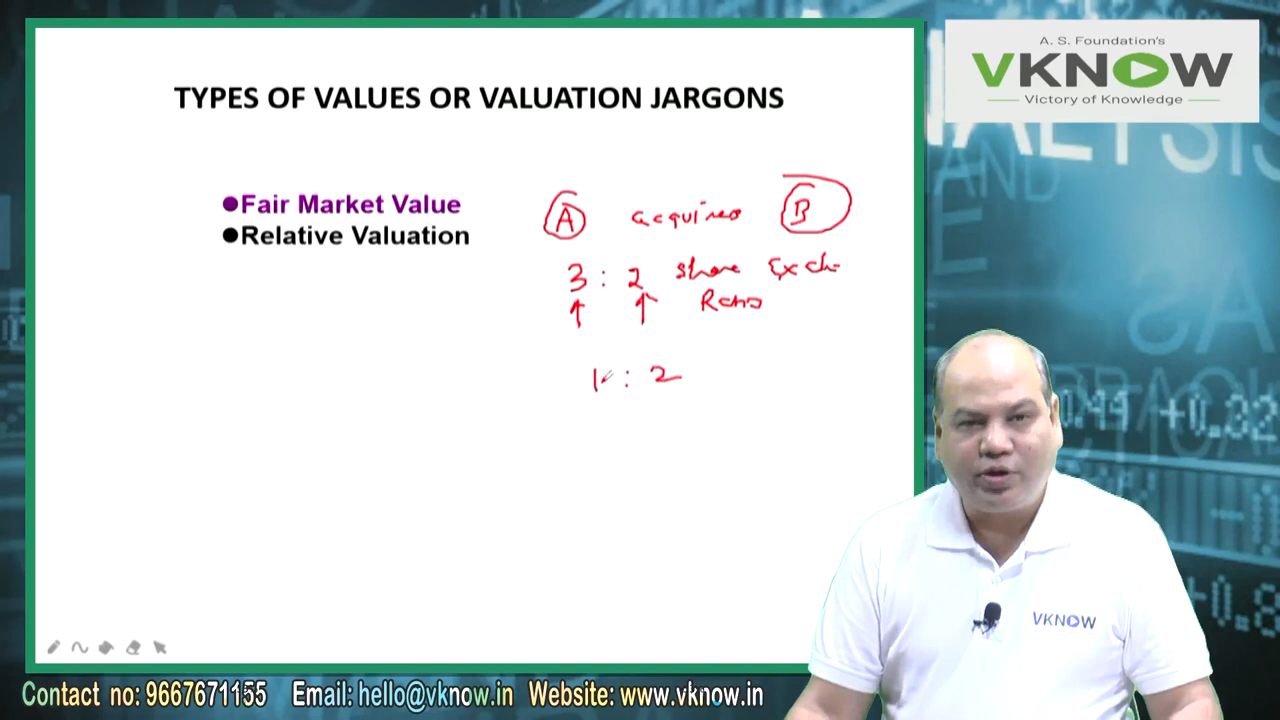 A. S. Foundation's
VKNOW
Victory of Knowledge
TYPES OF VALUES OR VALUATION JARGONS
●Fair Market Value
●Relative Valuation
A acquires B
3 : 2 share Exch
Ratio
1 : 2
VKNOW
Contact no: 9667671155 Email: hello@vknow.in Website: www.vknow.in